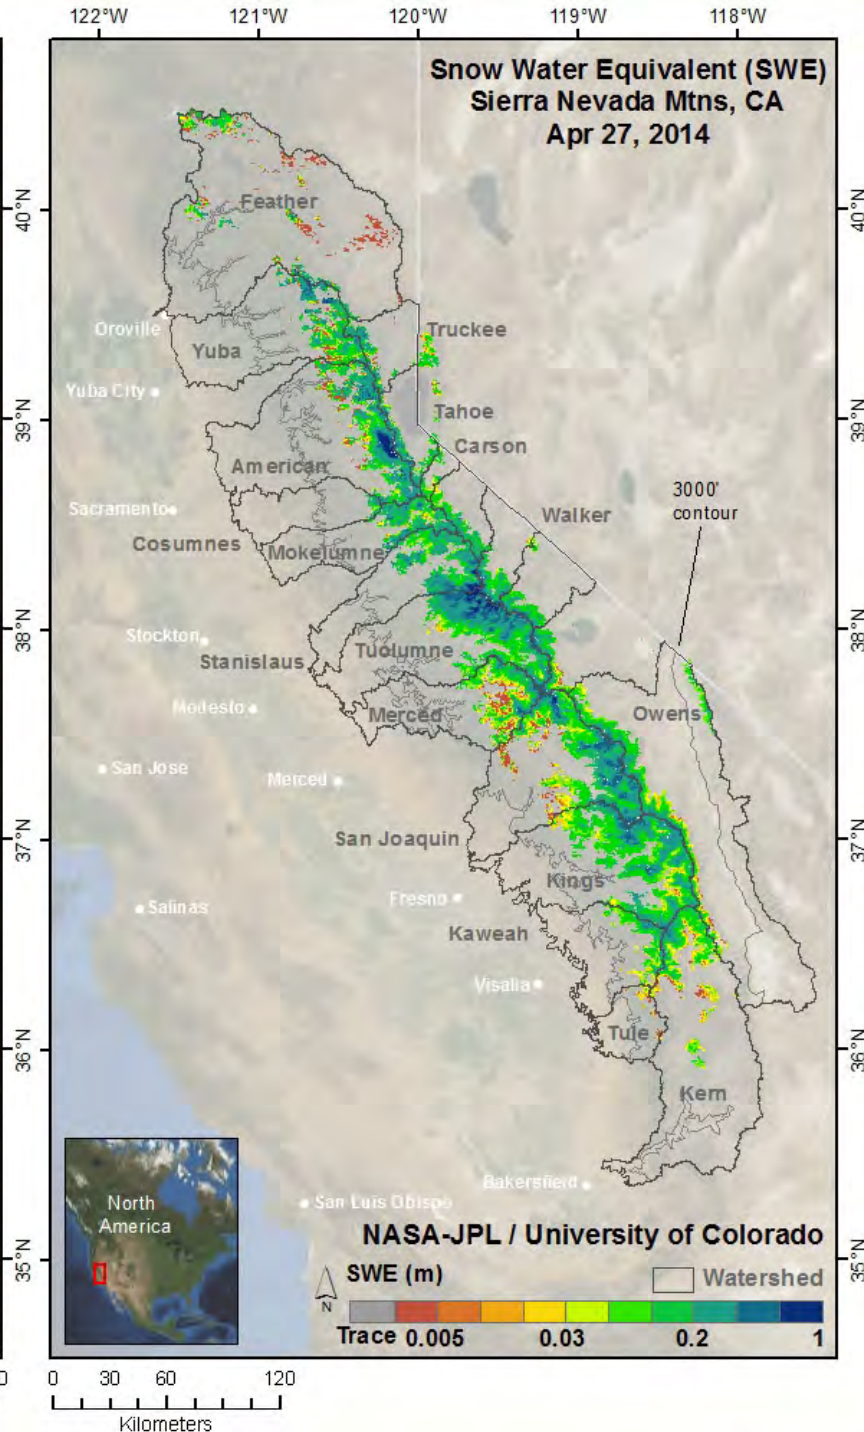 122°W 121°W 120°W 119°W 118°W
Snow Water Equivalent (SWE)
Sierra Nevada Mtns, CA
Apr 27, 2014
40°N
40°N
Feather
Oroville
Truckee
Yuba
Yuba City
39°N
39°N
Tahoe
Carson
American
3000'
contour
Sacramento
Walker
Cosumnes
Mokelumne
38°N
38°N
Stockton
Tuolumne
Stanislaus
Modesto
Merced
Owens
San Jose
Merced
37°N
37°N
San Joaquin
Kings
Fresno
Salinas
Kaweah
Visalia
36°N
36°N
Tule
Kern
Bakersfield
North
America
San Luis Obispo
NASA-JPL / University of Colorado
35°N
35°N
SWE (m)
Watershed
N
Trace 0.005 0.03 0.2 1
0
0 30 60 120
Kilometers